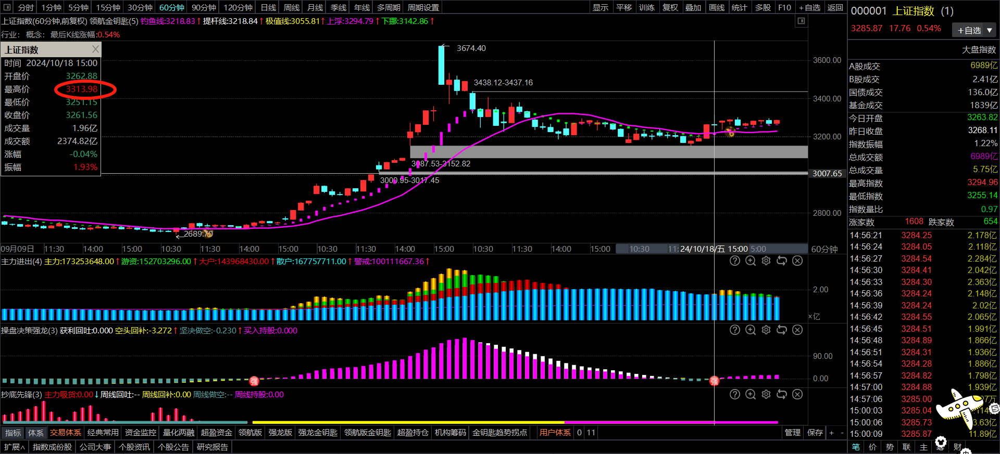 分时 1分钟 5分钟 15分钟 30分钟 60分钟 90分钟 120分钟 日线 周线 月线 季线 年线 多周期 周期设置 显示 平移 训练 复权 叠加 画线 统计 多股 F10 +自选 返回
上证指数(60分钟,前复权) 领航金钥匙(5) 钓鱼线:3218.83↑ 提杆线:3218.84↑ 极值线:3055.81↑ 上浮:3294.79↑ 下挪:3142.86↑
行业： 概念： 最后K线涨幅:0.54%
上证指数
时间 2024/10/18 15:00
开盘价 3262.88
最高价 3313.98
最低价 3251.15
收盘价 3261.56
成交量 1.96亿
成交额 2374.82亿
涨幅 -0.04%
振幅 1.93%
3674.40
3438.12-3437.16
3087.53-3152.82
3000.95-3017.45
2689.70
3600.00
3400.00
3200.00
3007.65
2800.00
09月09日 11:30 14:00 15:00 10:30 11:30 14:00 15:00 10:30 11:30 14:00 15:00 10:30 11:30 14:00 15:00 10:30 24/10/18/五 15:00 5:00 60分钟
主力进出(4) 主力:173253648.00↑ 游资:152703296.00↑ 大户:143968430.00↑ 散户:167757711.00↑ 警戒:100111667.36↑
2.00
×亿
操盘决策强龙(3) 获利回吐:0.000 空头回补:-3.272↑ 坚决做空:-0.230↑ 买入持股:0.000
90.00
0.00
强 强
抄底先锋(3) 主力吸货:0.00↓ 周线回吐:-- 周线回补:0.00 周线做空:-- 周线持股:0.00
指标 体系 交易体系 经典常用 资金监控 量化两融 超盈资金 领航版 强龙版 强龙金钥匙 领航版金钥匙 超盈持仓 机构筹码 金钥匙趋势拐点 用户体系 0 11 管理 保存 + -
扩展∧ 指数成份股 公司大事 个股资讯 个股公告 研究报告
000001 上证指数 (1)
3285.87 17.76 0.54% +自选 ▼
大盘指数
A股成交 6989亿
B股成交 2.41亿
国债成交 136.0亿
基金成交 1839亿
今日开盘 3263.82
昨日收盘 3268.11
指数振幅 1.22%
总成交额 6989亿
总成交量 5.75亿
最高指数 3294.96
最低指数 3255.14
指数量比 0.97
涨家数 1608 跌家数 654
14:56:21 3284.25 2.178亿
14:56:24 3284.05 2.118亿
14:56:27 3284.54 2.284亿
14:56:30 3284.41 2.042亿
14:56:33 3284.30 2.363亿
14:56:36 3284.24 2.148亿
14:56:39 3284.24 2.02亿
14:56:42 3284.55 2.065亿
14:56:45 3284.51 1.991亿
14:56:48 3284.89 1.866亿
14:56:51 3284.31 1.936亿
14:56:54 3284.28 1.886亿
14:56:57 3284.82 1.798亿
14:57:00 3284.88 1.939亿
14:57:06 3285.00
15:00:03 3285.04
15:00:06 3285.73
15:00:09 3285.87 11.89亿
笔 价 势 联 主 财